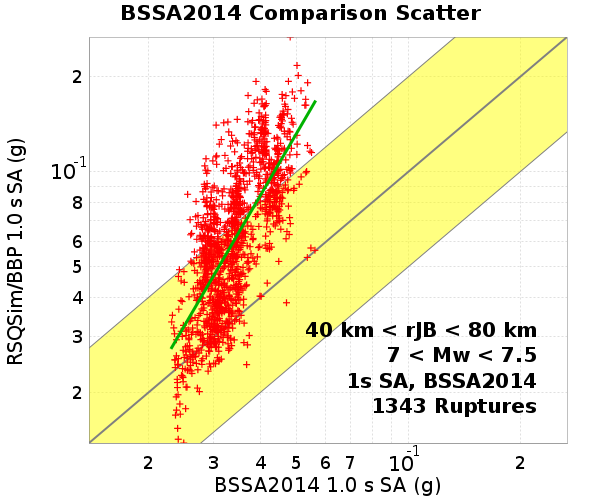 BSSA2014 Comparison Scatter
RSQSim/BBP 1.0 s SA (g)
2
10-1
8
6
5
4
3
2
40 km < rJB < 80 km
7 < Mw < 7.5
1s SA, BSSA2014
1343 Ruptures
2 3 4 5 6 7 10-1 2
BSSA2014 1.0 s SA (g)